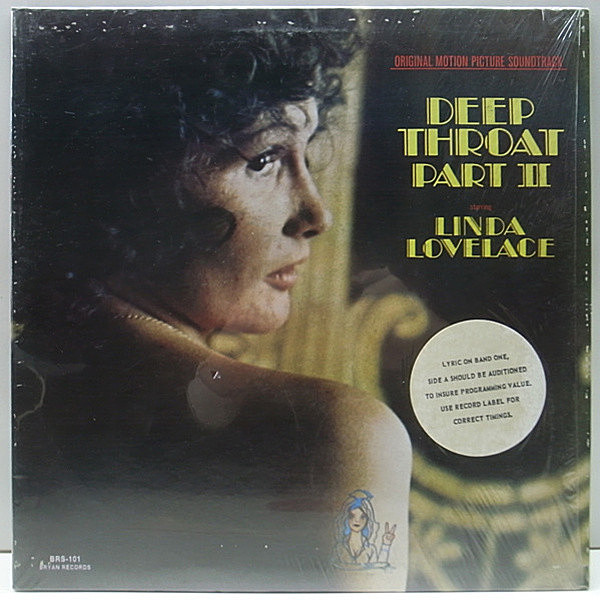 ORIGINAL MOTION PICTURE SOUNDTRACK
DEEP
THROAT
PART II
starring
LINDA
LOVELACE
LYRIC ON BAND ONE,
SIDE A SHOULD BE AUDITIONED
TO INSURE PROGRAMMING VALUE.
USE RECORD LABEL FOR
CORRECT TIMINGS.
BRS-101
BRYAN RECORDS